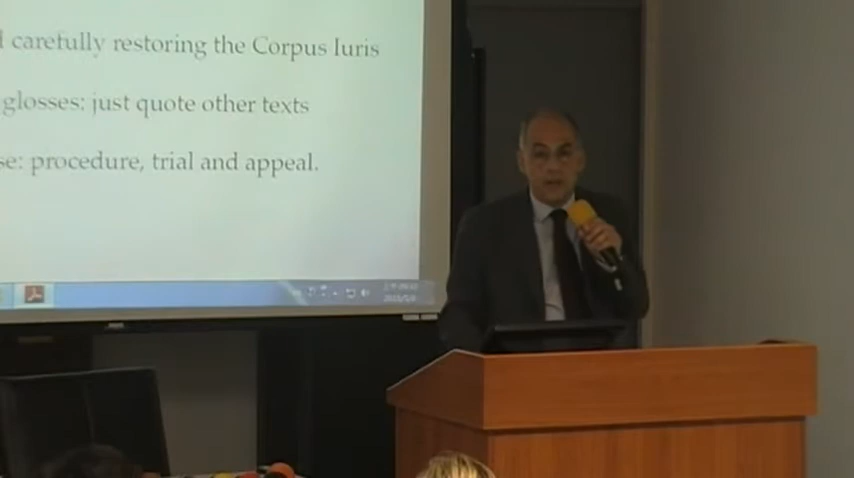 carefully restoring the Corpus Iuris
glosses: just quote other texts
se: procedure, trial and appeal.